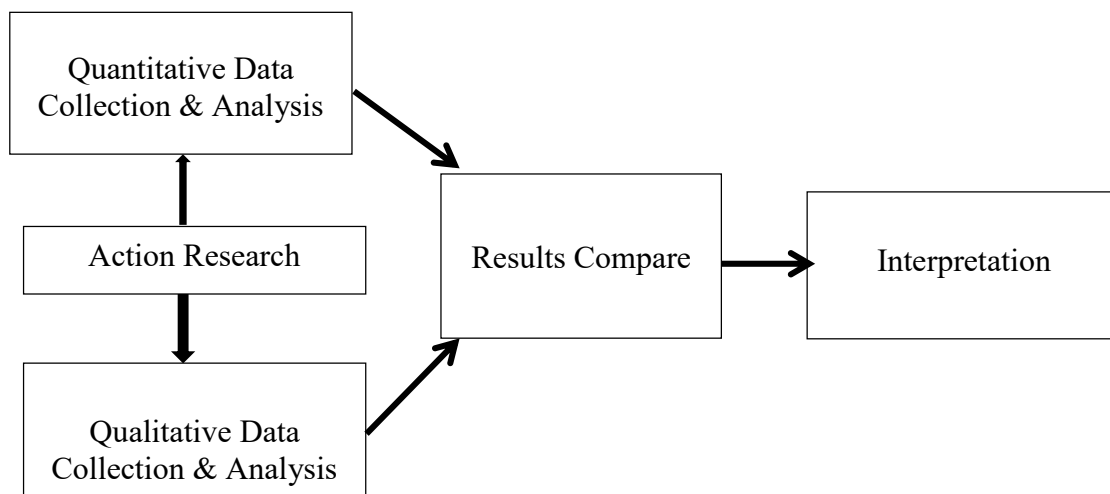 Quantitative Data
Collection & Analysis
Action Research
Results Compare
Interpretation
Qualitative Data
Collection & Analysis